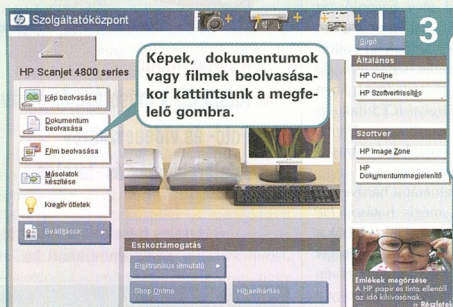 hp Szolgáltatóközpont
3
HP Scanjet 4800 series
Képek, dokumentumok
vagy filmek beolvasása-
kor kattintsunk a megfe-
lelő gombra.
Kép beolvasása
Dokumentum
beolvasása
Film beolvasása
Másolatok
készítése
Kreatív ötletek
Beállítások
Súgó
Általános
HP Online
HP Szoftverfrissítés
Szoftver
HP Image Zone
HP
Dokumentummegjelenítő
Eszköztámogatás
Elektronikus útmutató
Shop Online
Hibaelhárítás
Emlékek megőrzése
A HP papír és tinta ellenáll
az idő kihívásának.
» Részletek